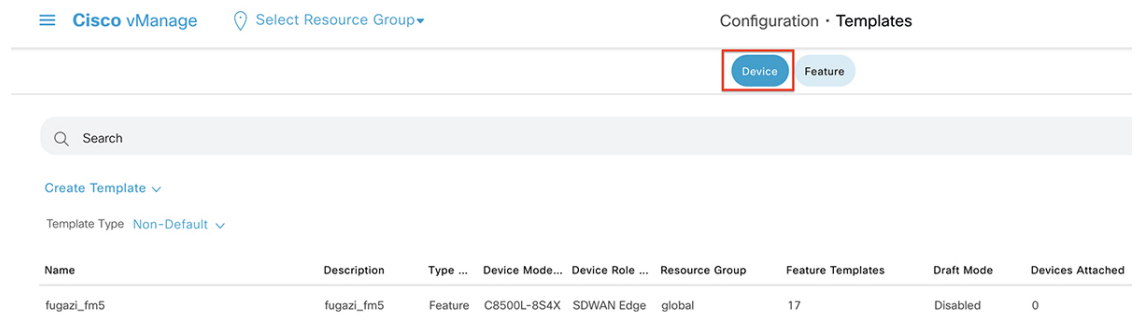 Cisco vManage Select Resource Group Configuration · Templates
Device Feature
Search
Create Template
Template Type Non-Default
Name Description Type ... Device Mode... Device Role ... Resource Group Feature Templates Draft Mode Devices Attached
fugazi_fm5 fugazi_fm5 Feature C8500L-8S4X SDWAN Edge global 17 Disabled 0